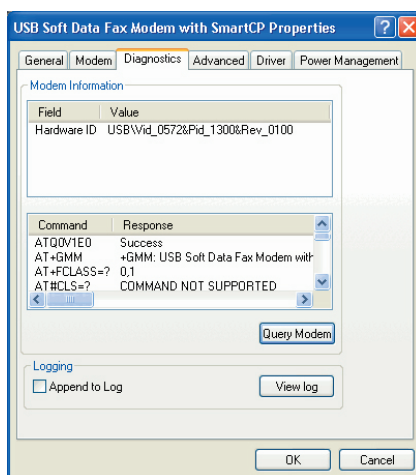 USB Soft Data Fax Modem with SmartCP Properties
General Modem Diagnostics Advanced Driver Power Management
Modem Information
Field Value
Hardware ID USB\Vid_0572&Pid_1300&Rev_0100
Command Response
ATQ0V1E0 Success
AT+GMM +GMM: USB Soft Data Fax Modem with
AT+FCLASS=? 0,1
AT#CLS=? COMMAND NOT SUPPORTED
Query Modem
Logging
Append to Log View log
OK Cancel